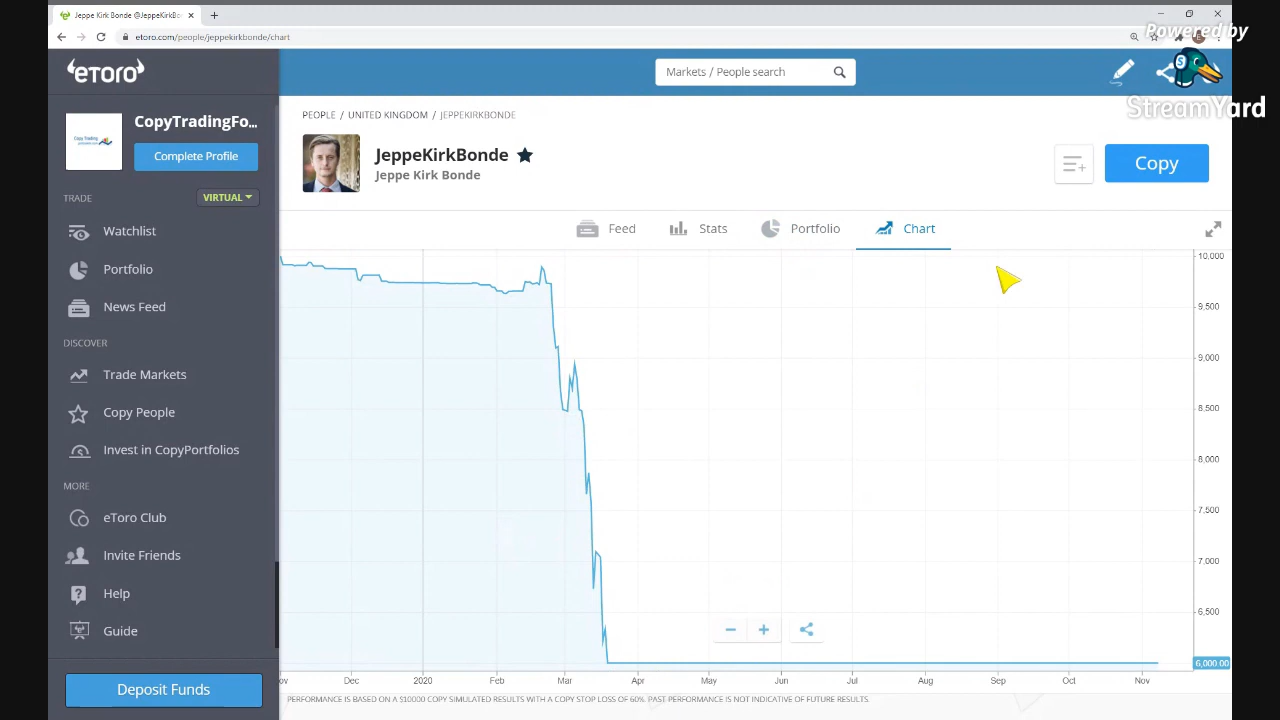 Jeppe Kirk Bonde @JeppeKirkBon
etoro.com/people/jeppekirkbonde/chart
Powered by
StreamYard
eToro
Markets / People search
CopyTradingFo...
Complete Profile
TRADE
VIRTUAL
Watchlist
Portfolio
News Feed
DISCOVER
Trade Markets
Copy People
Invest in CopyPortfolios
MORE
eToro Club
Invite Friends
Help
Guide
Deposit Funds
PEOPLE / UNITED KINGDOM / JEPPEKIRKBONDE
JeppeKirkBonde
Jeppe Kirk Bonde
Copy
Feed
Stats
Portfolio
Chart
10,000
9,500
9,000
8,500
8,000
7,500
7,000
6,500
6,000.00
ov Dec 2020 Feb Mar Apr May Jun Jul Aug Sep Oct Nov
PERFORMANCE IS BASED ON A $10000 COPY SIMULATED RESULTS WITH A COPY STOP LOSS OF 60%. PAST PERFORMANCE IS NOT INDICATIVE OF FUTURE RESULTS.